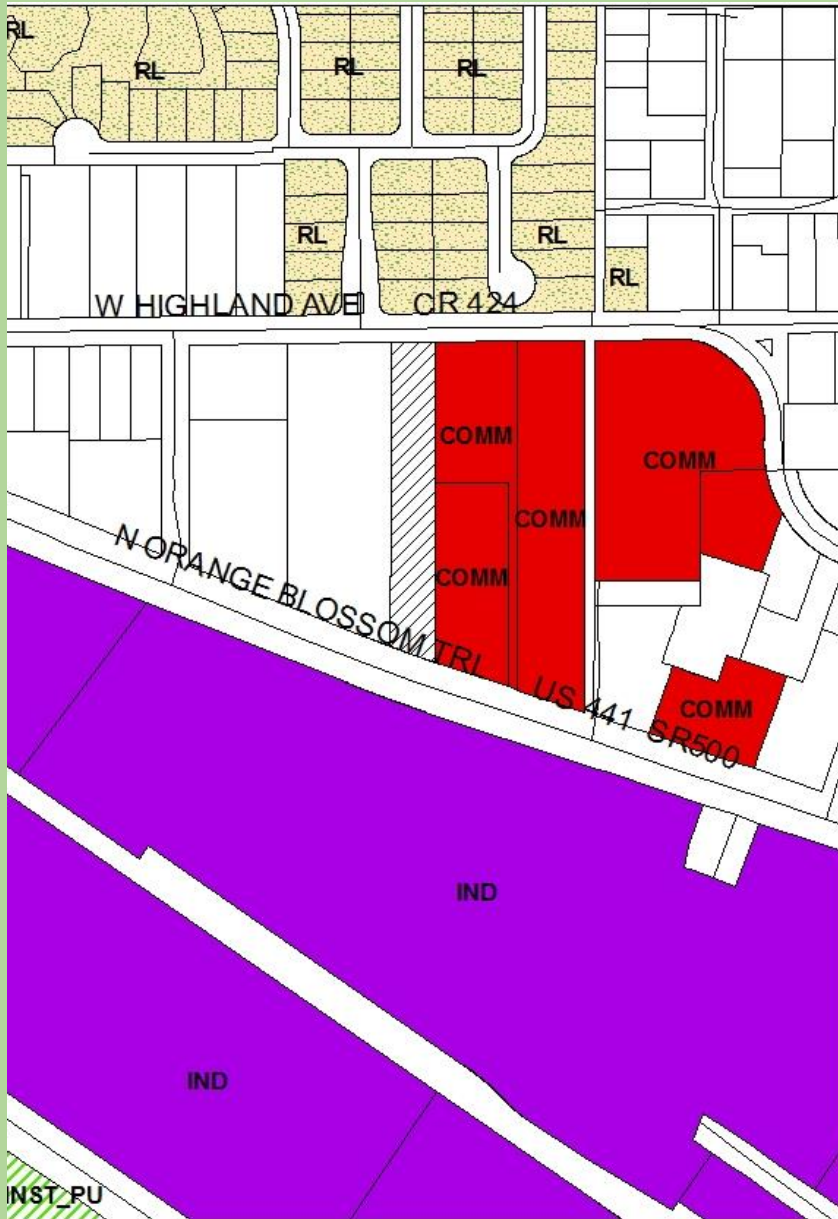 RL
RL
RL
RL
RL
RL
RL
W HIGHLAND AVE CR 424
COMM
COMM
COMM
COMM
N ORANGE BLOSSOM TRL US 441 SR500
COMM
IND
IND
INST_PU